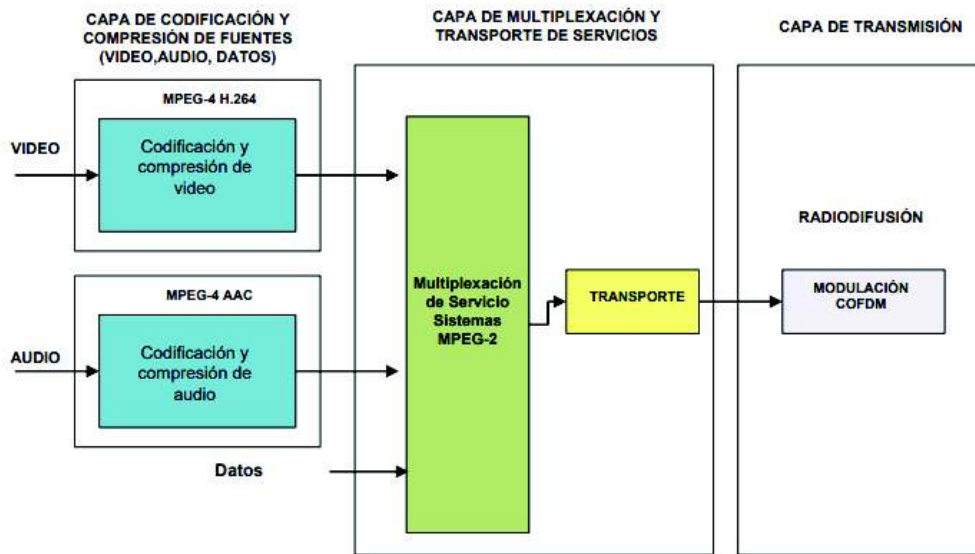 CAPA DE CODIFICACIÓN Y
COMPRESIÓN DE FUENTES
(VIDEO,AUDIO, DATOS)
CAPA DE MULTIPLEXACIÓN Y
TRANSPORTE DE SERVICIOS
CAPA DE TRANSMISIÓN
MPEG-4 H.264
VIDEO
Codificación y
compresión de
video
MPEG-4 AAC
AUDIO
Codificación y
compresión de
audio
Datos
Multiplexación
de Servicio
Sistemas
MPEG-2
TRANSPORTE
RADIODIFUSIÓN
MODULACIÓN
COFDM